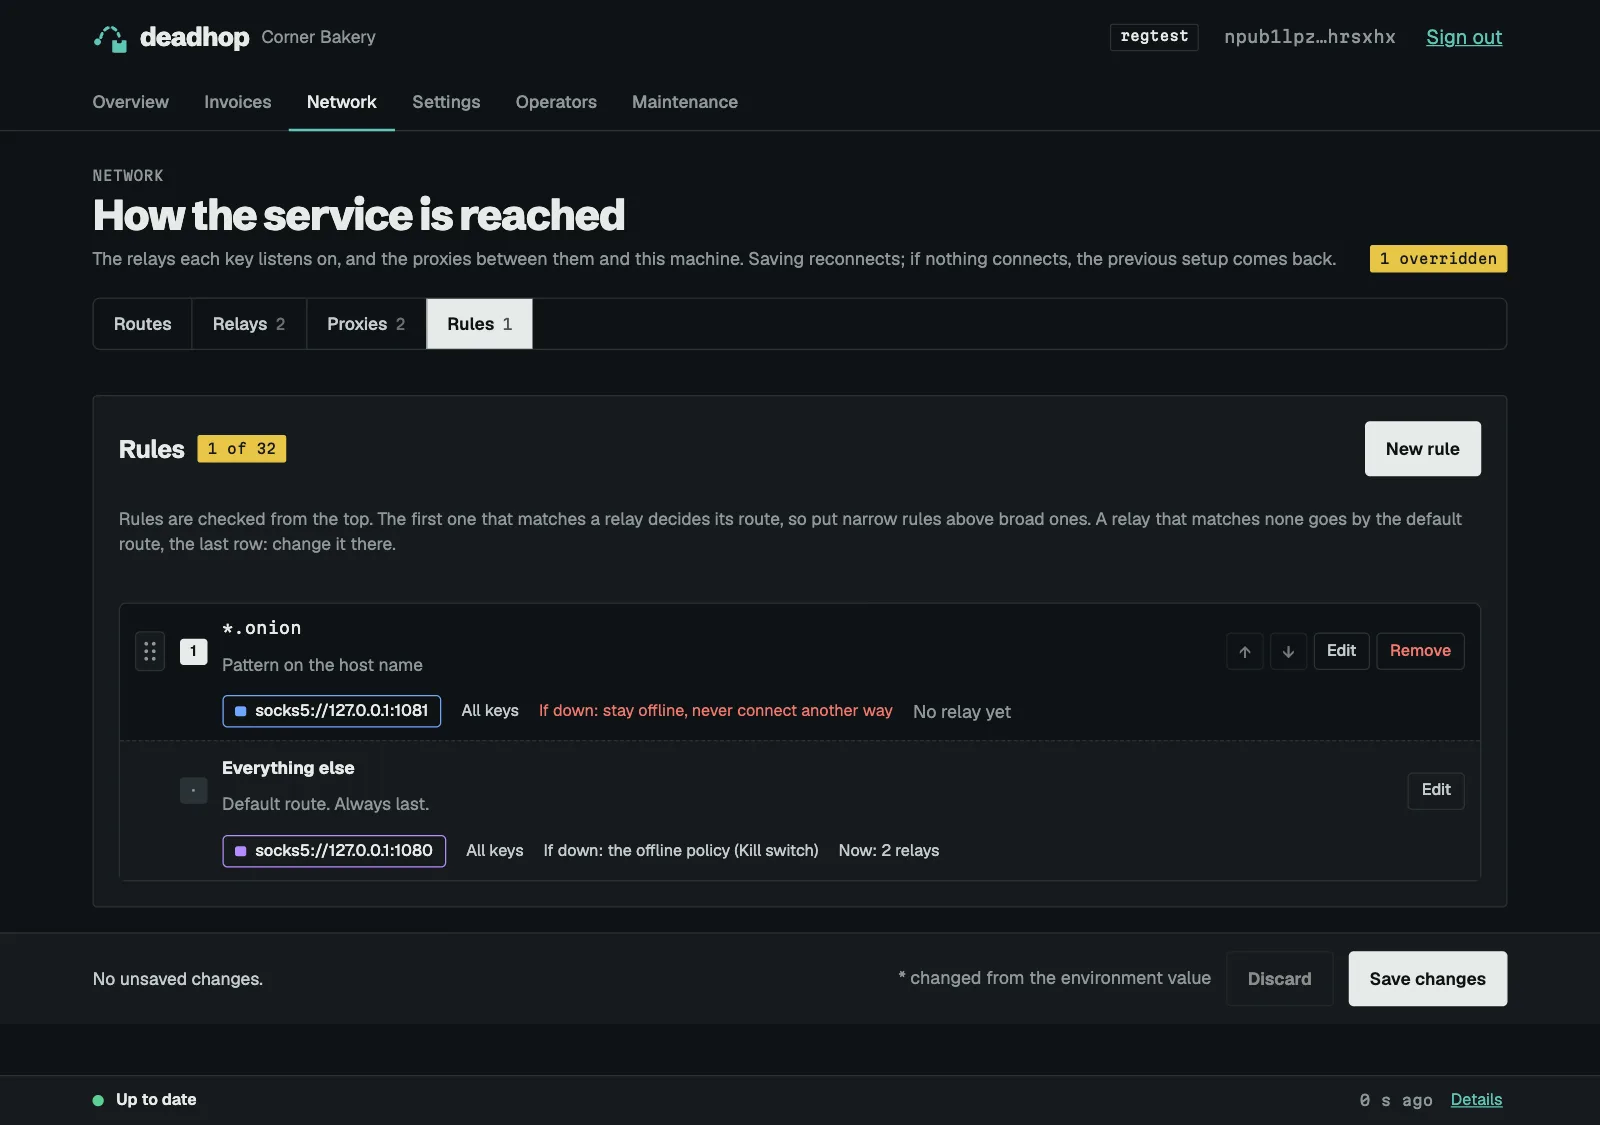 deadhop Corner Bakery
regtest npub1lpz…hrsxhx Sign out
Overview Invoices Network Settings Operators Maintenance
NETWORK
How the service is reached
The relays each key listens on, and the proxies between them and this machine. Saving reconnects; if nothing connects, the previous setup comes back.
1 overridden
Routes Relays 2 Proxies 2 Rules 1
Rules 1 of 32
New rule
Rules are checked from the top. The first one that matches a relay decides its route, so put narrow rules above broad ones. A relay that matches none goes by the default
route, the last row: change it there.
1
*.onion
Pattern on the host name
↑ ↓ Edit Remove
socks5://127.0.0.1:1081 All keys If down: stay offline, never connect another way No relay yet
·
Everything else
Default route. Always last.
Edit
socks5://127.0.0.1:1080 All keys If down: the offline policy (Kill switch) Now: 2 relays
No unsaved changes.
* changed from the environment value Discard Save changes
Up to date
0 s ago Details